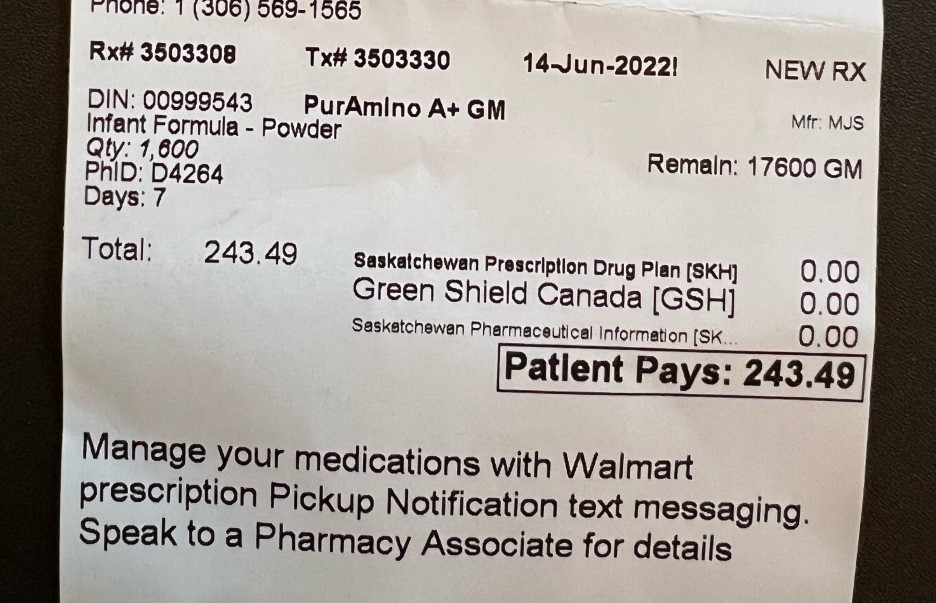 Phone: 1 (306) 569-1565
Rx# 3503308 Tx# 3503330 14-Jun-2022! NEW RX
DIN: 00999543 PurAmino A+ GM
Infant Formula - Powder Mfr: MJS
Qty: 1,600
PhID: D4264 Remain: 17600 GM
Days: 7
Total: 243.49 Saskatchewan Prescription Drug Plan [SKH] 0.00
Green Shield Canada [GSH] 0.00
Saskatchewan Pharmaceutical Information [SK... 0.00
Patient Pays: 243.49
Manage your medications with Walmart
prescription Pickup Notification text messaging.
Speak to a Pharmacy Associate for details